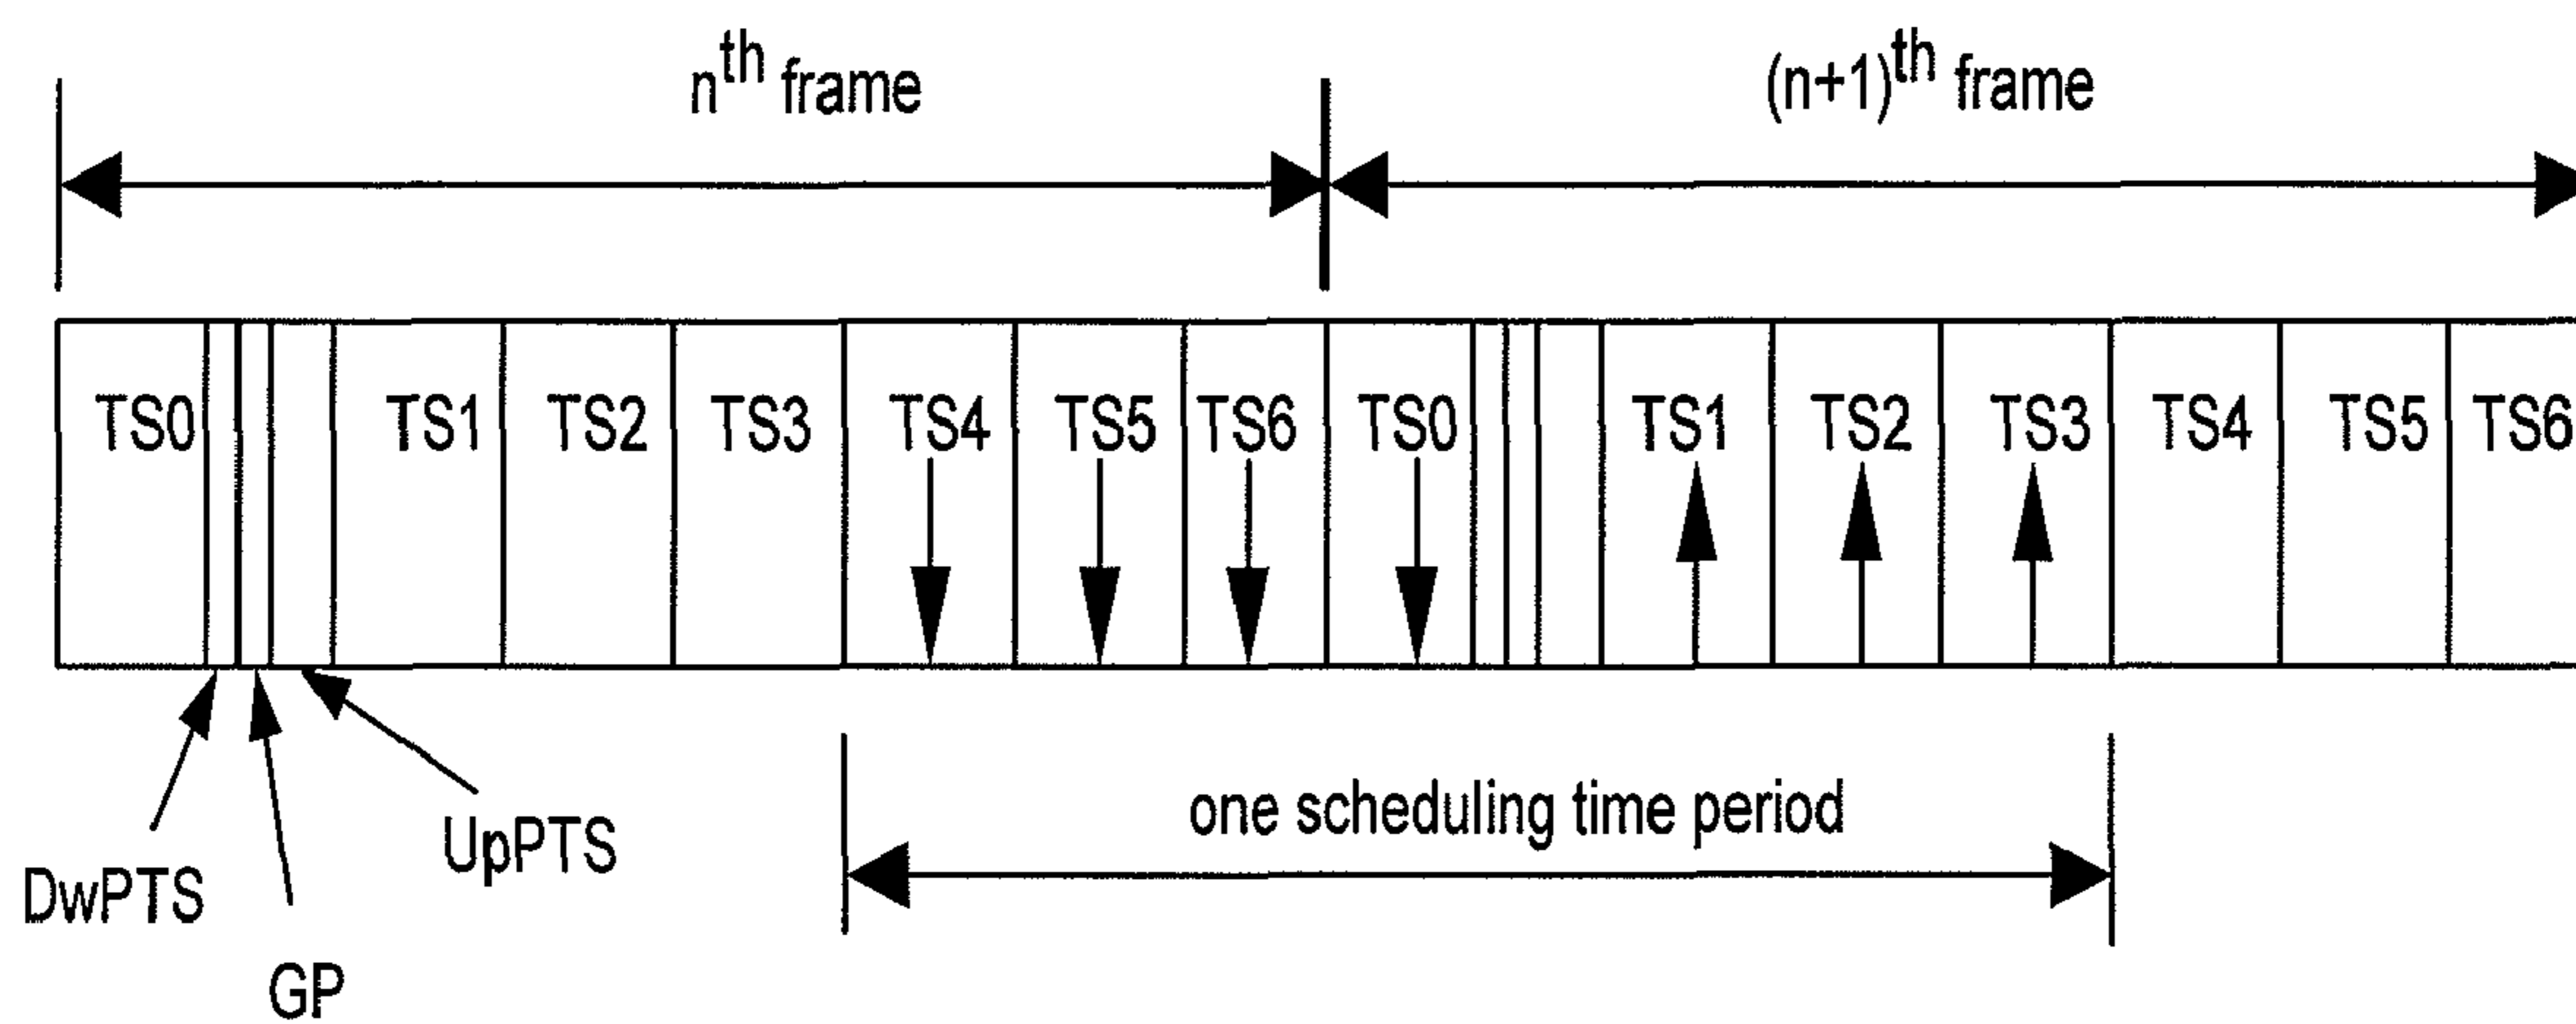 nth frame
(n+1)th frame
TS0 TS1 TS2 TS3 TS4 TS5 TS6 TS0 TS1 TS2 TS3 TS4 TS5 TS6
one scheduling time period
UpPTS
DwPTS
GP